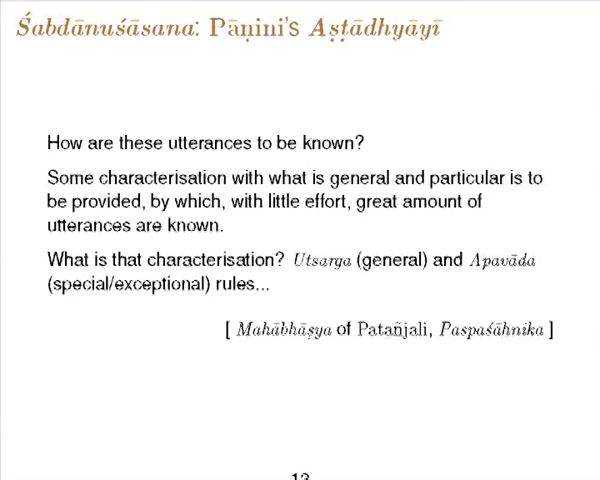 Śabdānuśāsana: Pāṇini's Aṣṭādhyāyī
How are these utterances to be known?
Some characterisation with what is general and particular is to
be provided, by which, with little effort, great amount of
utterances are known.
What is that characterisation? Utsarga (general) and Apavāda
(special/exceptional) rules...
[ Mahābhāṣya of Patañjali, Paspaśāhnika ]
13